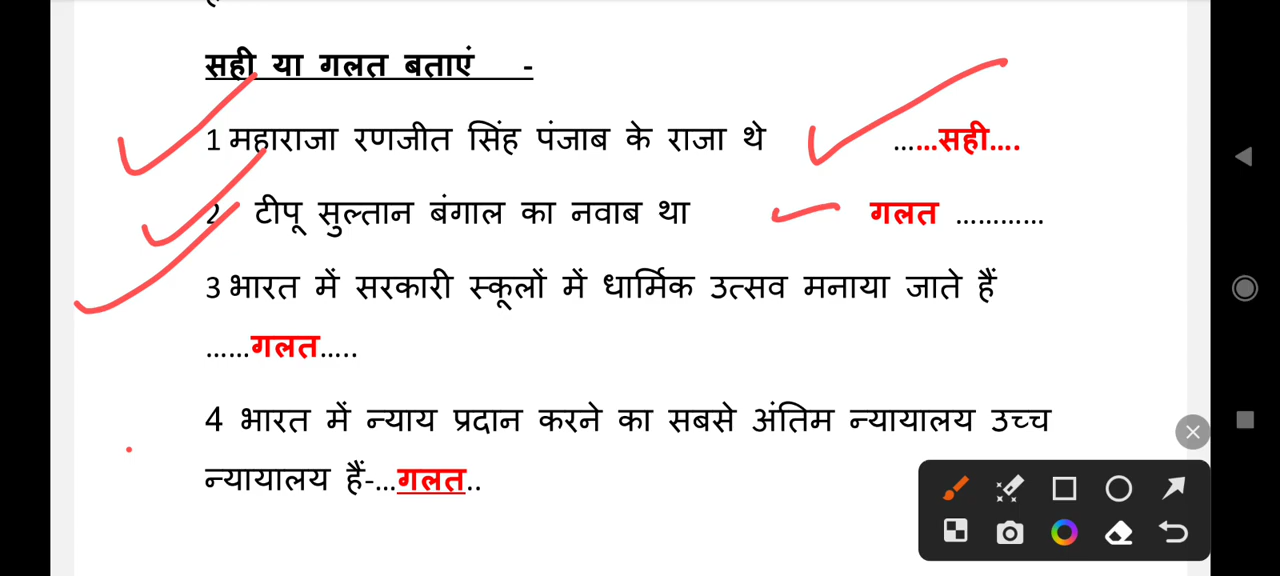 सही या गलत बताएं -
1 महाराजा रणजीत सिंह पंजाब के राजा थे ......सही....
2 टीपू सुल्तान बंगाल का नवाब था गलत ............
3 भारत में सरकारी स्कूलों में धार्मिक उत्सव मनाया जाते हैं
......गलत.....
4 भारत में न्याय प्रदान करने का सबसे अंतिम न्यायालय उच्च
न्यायालय हैं-...गलत..